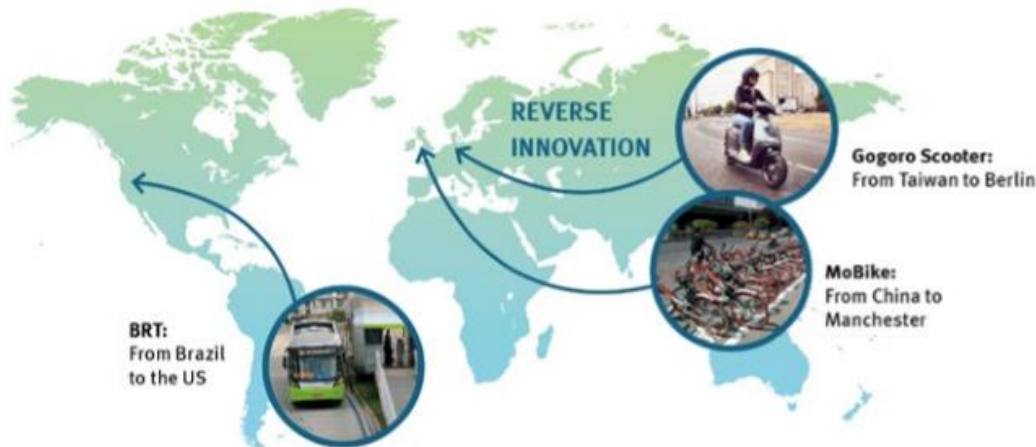 REVERSE
INNOVATION
Gogoro Scooter:
From Taiwan to Berlin
MoBike:
From China to
Manchester
BRT:
From Brazil
to the US